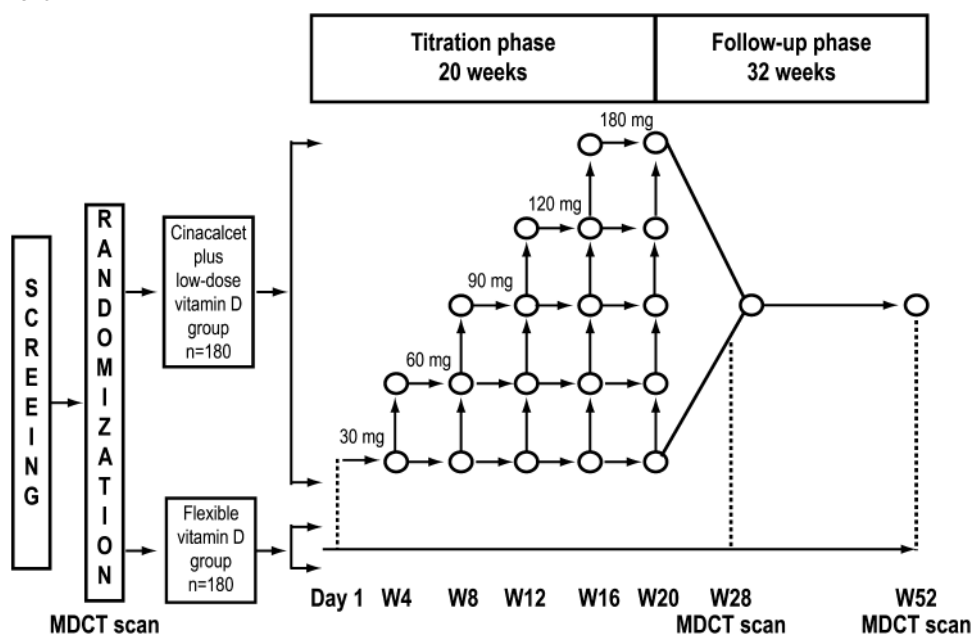 Titration phase
20 weeks
Follow-up phase
32 weeks
180 mg
120 mg
90 mg
60 mg
30 mg
SCREEING
RANDOMIZATION
Cinacalcet
plus
low-dose
vitamin D
group
n=180
Flexible
vitamin D
group
n=180
Day 1 W4 W8 W12 W16 W20 W28 W52
MDCT scan MDCT scan MDCT scan